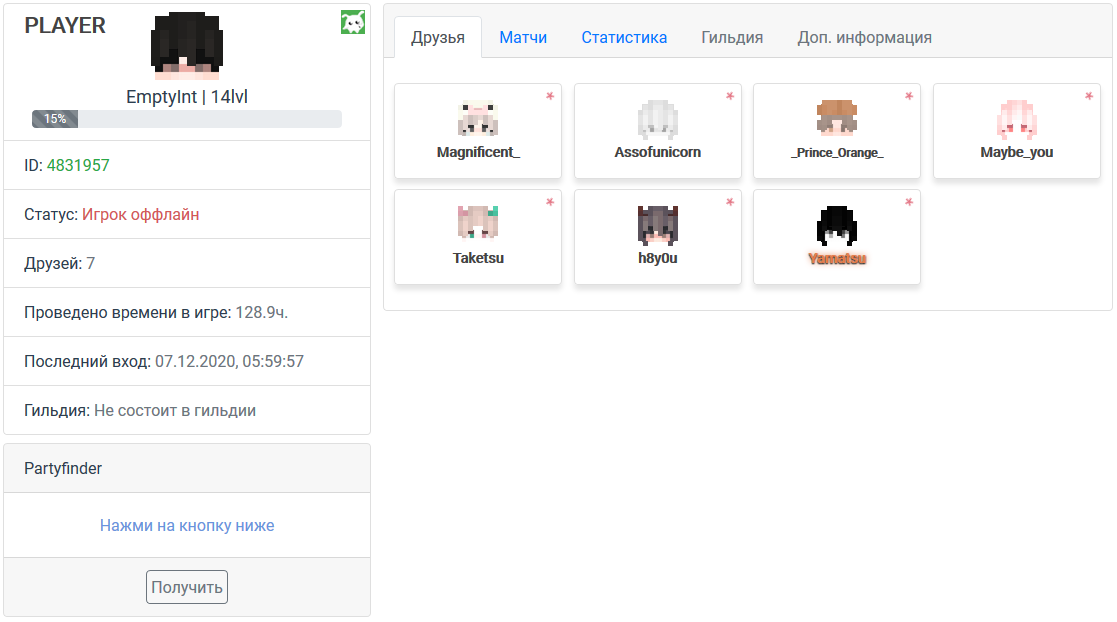 PLAYER
EmptyInt | 14lvl
15%
ID: 4831957
Статус: Игрок оффлайн
Друзей: 7
Проведено времени в игре: 128.9ч.
Последний вход: 07.12.2020, 05:59:57
Гильдия: Не состоит в гильдии
Partyfinder
Нажми на кнопку ниже
Получить
Друзья Матчи Статистика Гильдия Доп. информация
* * * *
Magnificent_ Assofunicorn _Prince_Orange_ Maybe_you
* * *
Taketsu h8y0u Yamatsu